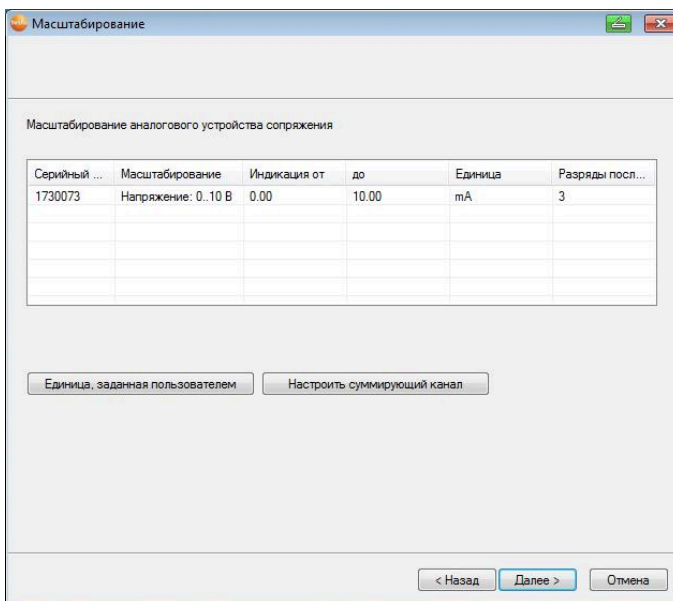 Масштабирование
Масштабирование аналогового устройства сопряжения
Серийный ... Масштабирование Индикация от до Единица Разряды посл...
1730073 Напряжение: 0..10 В 0.00 10.00 mA 3
Единица, заданная пользователем Настроить суммирующий канал
< Назад Далее > Отмена